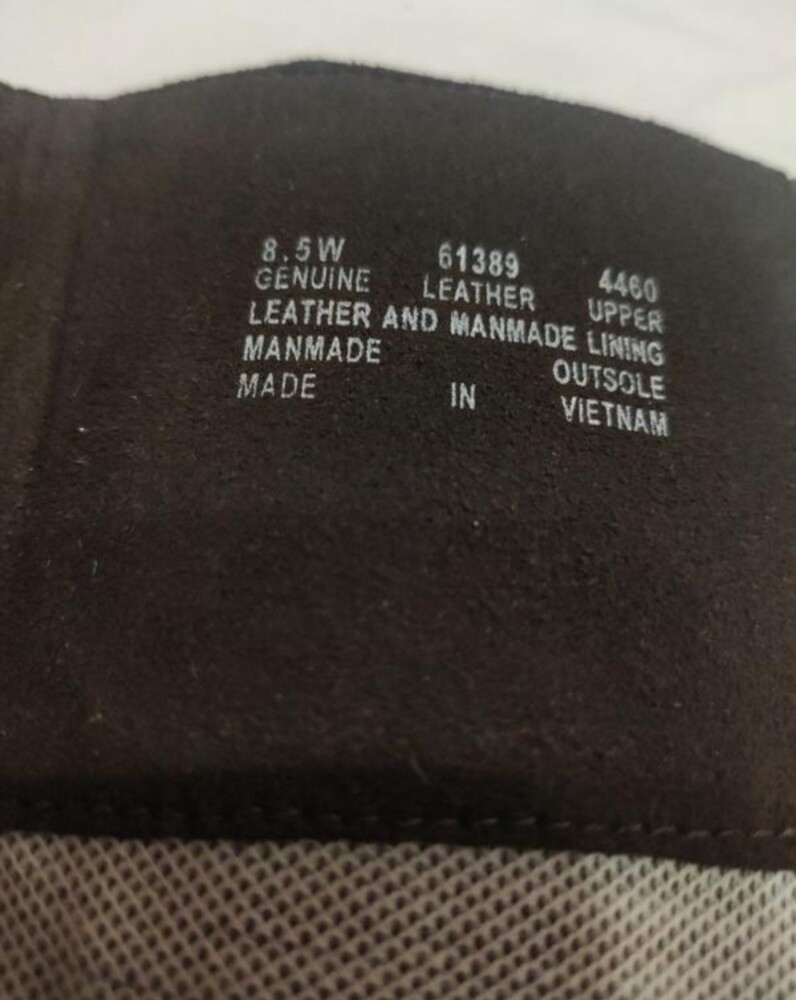 8.5W 61389 4460
GENUINE LEATHER UPPER
LEATHER AND MANMADE LINING
MANMADE OUTSOLE
MADE IN VIETNAM